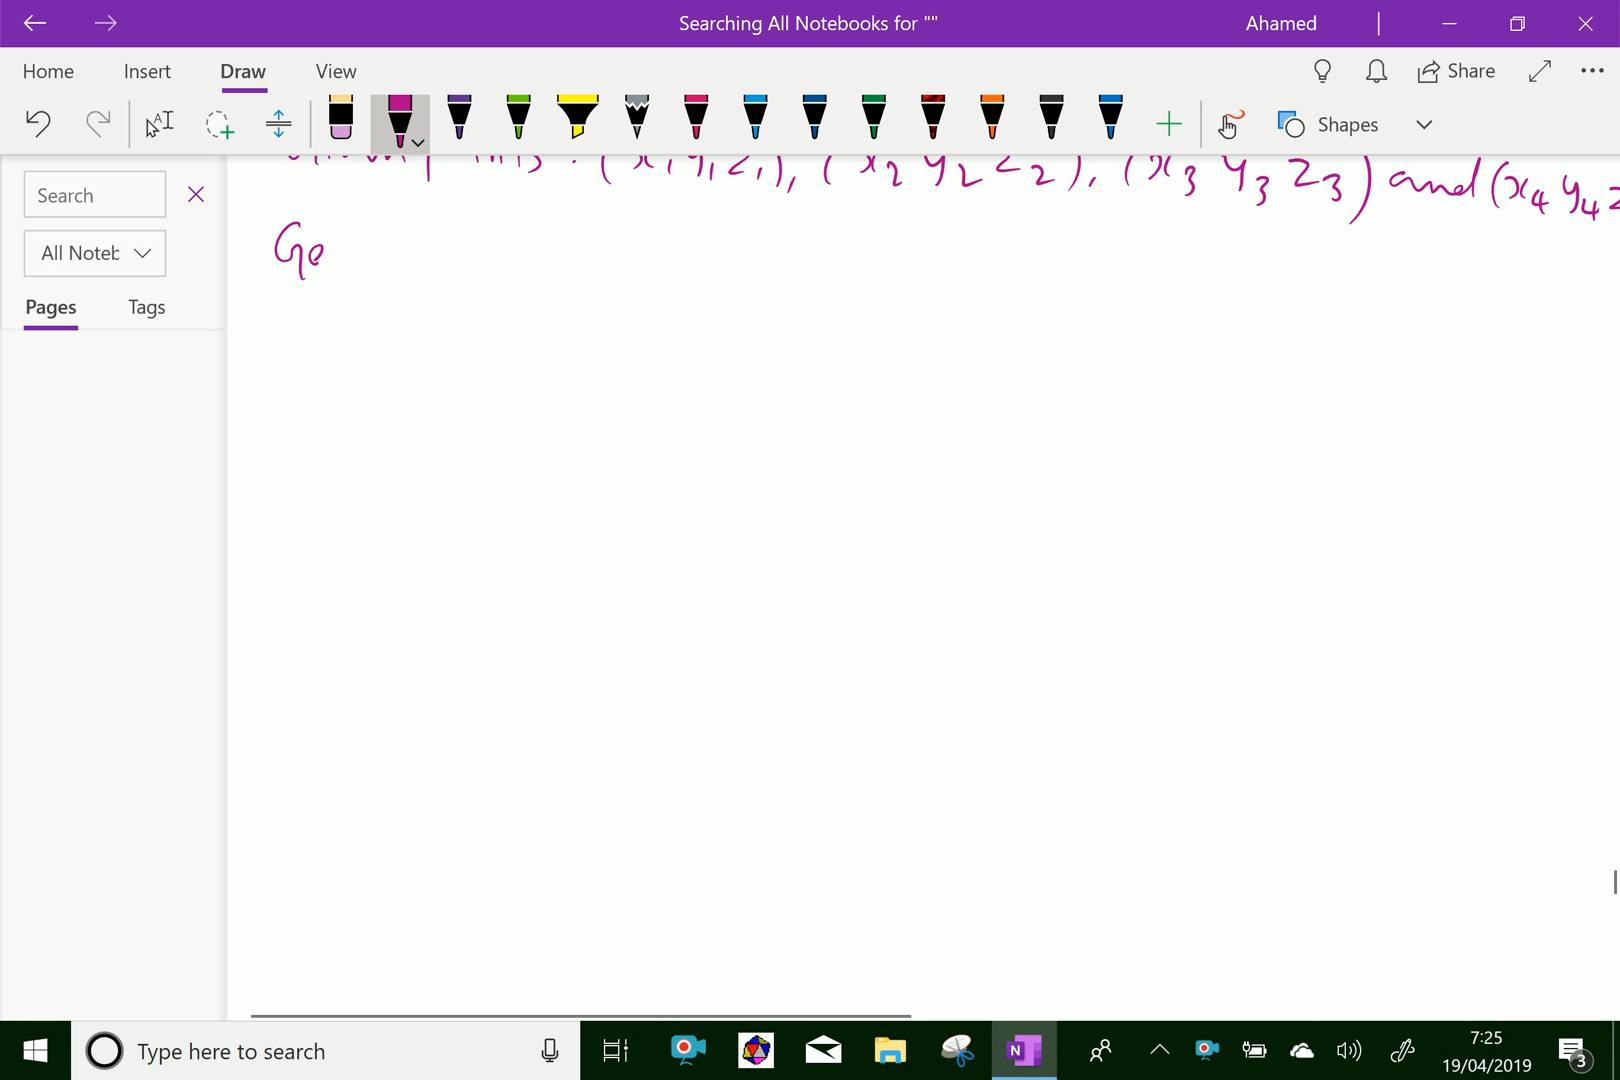 Searching All Notebooks for ""
Ahamed
Home Insert Draw View
Share
Shapes
Search
All Noteb
Pages Tags
(x1 y1 z1), (x2 y2 z2), (x3 y3 z3) and (x4 y4 z
Ge
Type here to search
N
7:25
19/04/2019
3